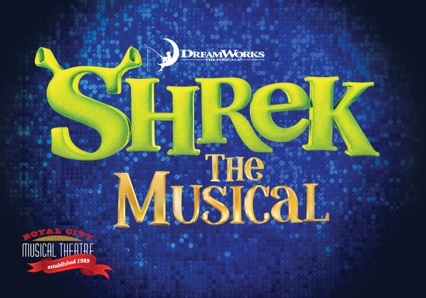 DREAMWORKS
THEATRICALS
SHREK
THE
MUSICAL
ROYAL CITY
MUSICAL THEATRE
established 1989